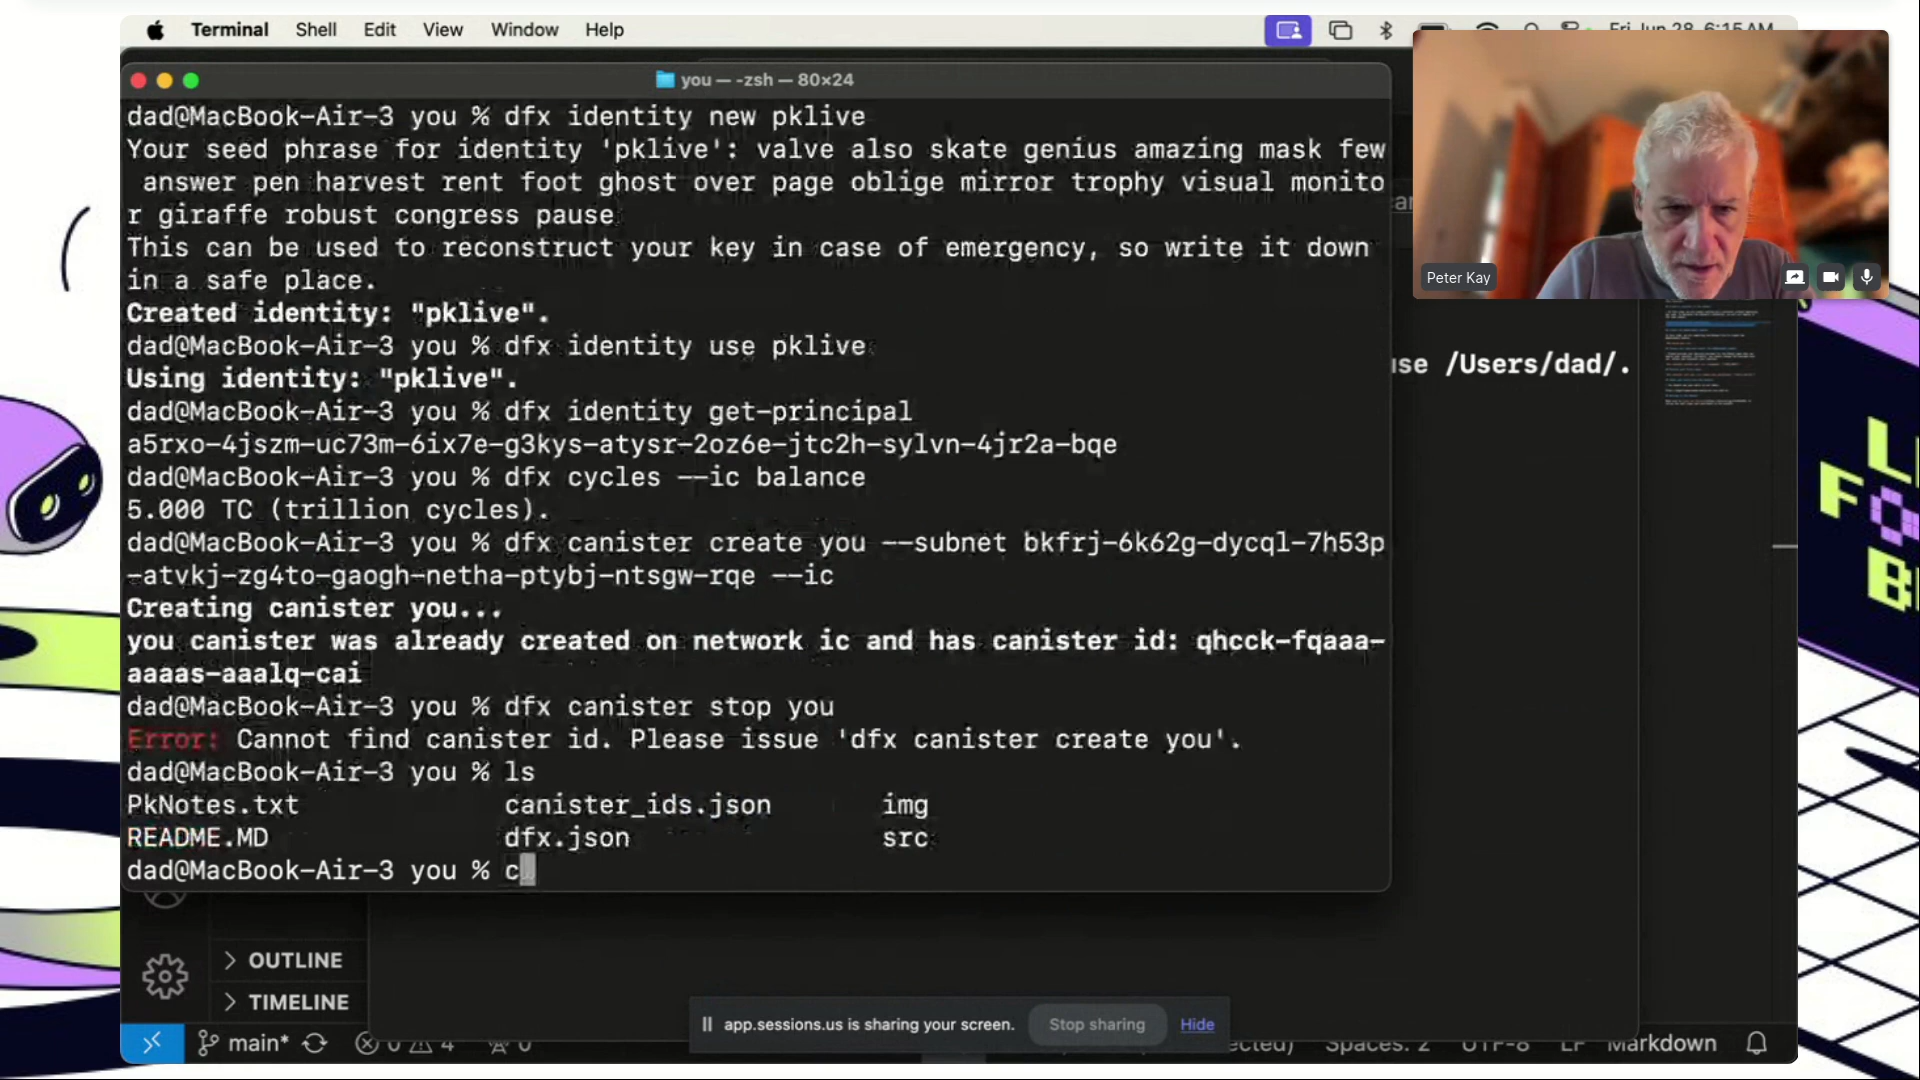 Terminal Shell Edit View Window Help
Fri Jun 28 6:15 AM
you — -zsh — 80×24
dad@MacBook-Air-3 you % dfx identity new pklive
Your seed phrase for identity 'pklive': valve also skate genius amazing mask few
answer pen harvest rent foot ghost over page oblige mirror trophy visual monito
r giraffe robust congress pause
This can be used to reconstruct your key in case of emergency, so write it down
in a safe place.
Created identity: "pklive".
dad@MacBook-Air-3 you % dfx identity use pklive
Using identity: "pklive".
dad@MacBook-Air-3 you % dfx identity get-principal
a5rxo-4jszm-uc73m-6ix7e-g3kys-atysr-2oz6e-jtc2h-sylvn-4jr2a-bqe
dad@MacBook-Air-3 you % dfx cycles --ic balance
5.000 TC (trillion cycles).
dad@MacBook-Air-3 you % dfx canister create you --subnet bkfrj-6k62g-dycql-7h53p
-atvkj-zg4to-gaogh-netha-ptybj-ntsgw-rqe --ic
Creating canister you...
you canister was already created on network ic and has canister id: qhcck-fqaaa-
aaaas-aaalq-cai
dad@MacBook-Air-3 you % dfx canister stop you
Error: Cannot find canister id. Please issue 'dfx canister create you'.
dad@MacBook-Air-3 you % ls
PkNotes.txt canister_ids.json img
README.MD dfx.json src
dad@MacBook-Air-3 you % c
Peter Kay
use /Users/dad/.
OUTLINE
TIMELINE
app.sessions.us is sharing your screen. Stop sharing Hide
main* 0 4 0 Spaces: 2 UTF-8 LF Markdown